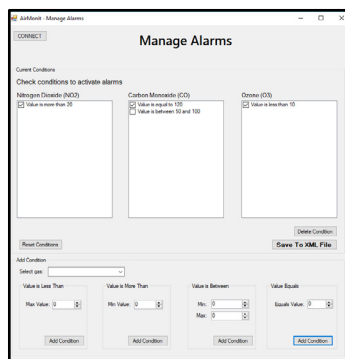 AirMonit - Manage Alarms
CONNECT
Manage Alarms
Current Conditions
Check conditions to activate alarms
Nitrogen Dioxide (NO2) Carbon Monoxide (CO) Ozone (O3)
Value is more than 20 Value is equal to 120 Value is less than 10
Value is between 50 and 100
Delete Condition
Reset Conditions Save To XML File
Add Condition
Select gas:
Value is Less Than Value is More Than Value is Between Value Equals
Max Value: 0 Min Value: 0 Min: 0 Equals Value: 0
Max: 0
Add Condition Add Condition Add Condition Add Condition